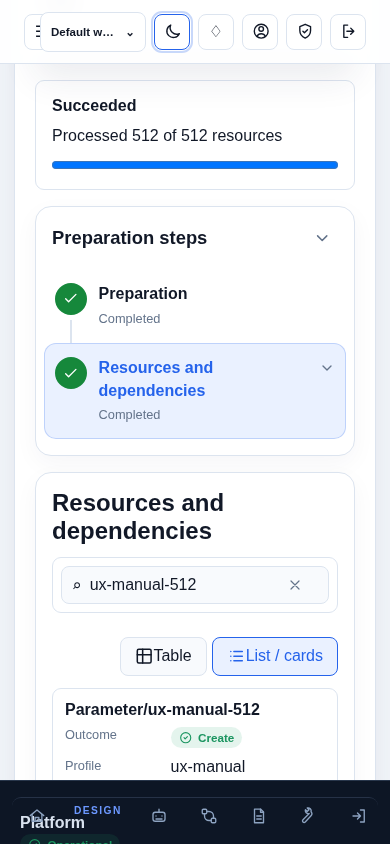 Default w...
Succeeded
Processed 512 of 512 resources
Preparation steps
Preparation
Completed
Resources and
dependencies
Completed
Resources and
dependencies
ux-manual-512
Table
List / cards
Parameter/ux-manual-512
Outcome
Create
Profile
ux-manual
DESIGN
Platform
Operational